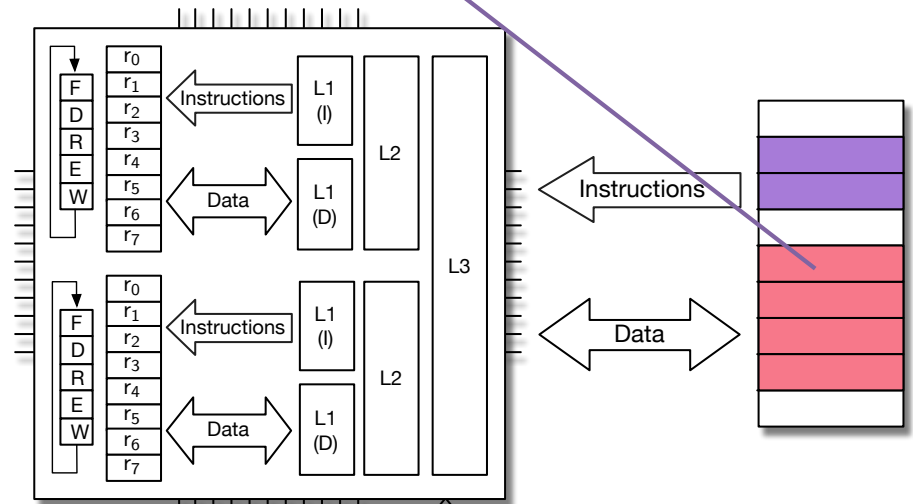 F
D
R
E
W
r0
r1
r2
r3
r4
r5
r6
r7
Instructions
Data
L1
(I)
L1
(D)
L2
L3
F
D
R
E
W
r0
r1
r2
r3
r4
r5
r6
r7
Instructions
Data
L1
(I)
L1
(D)
L2
Instructions
Data